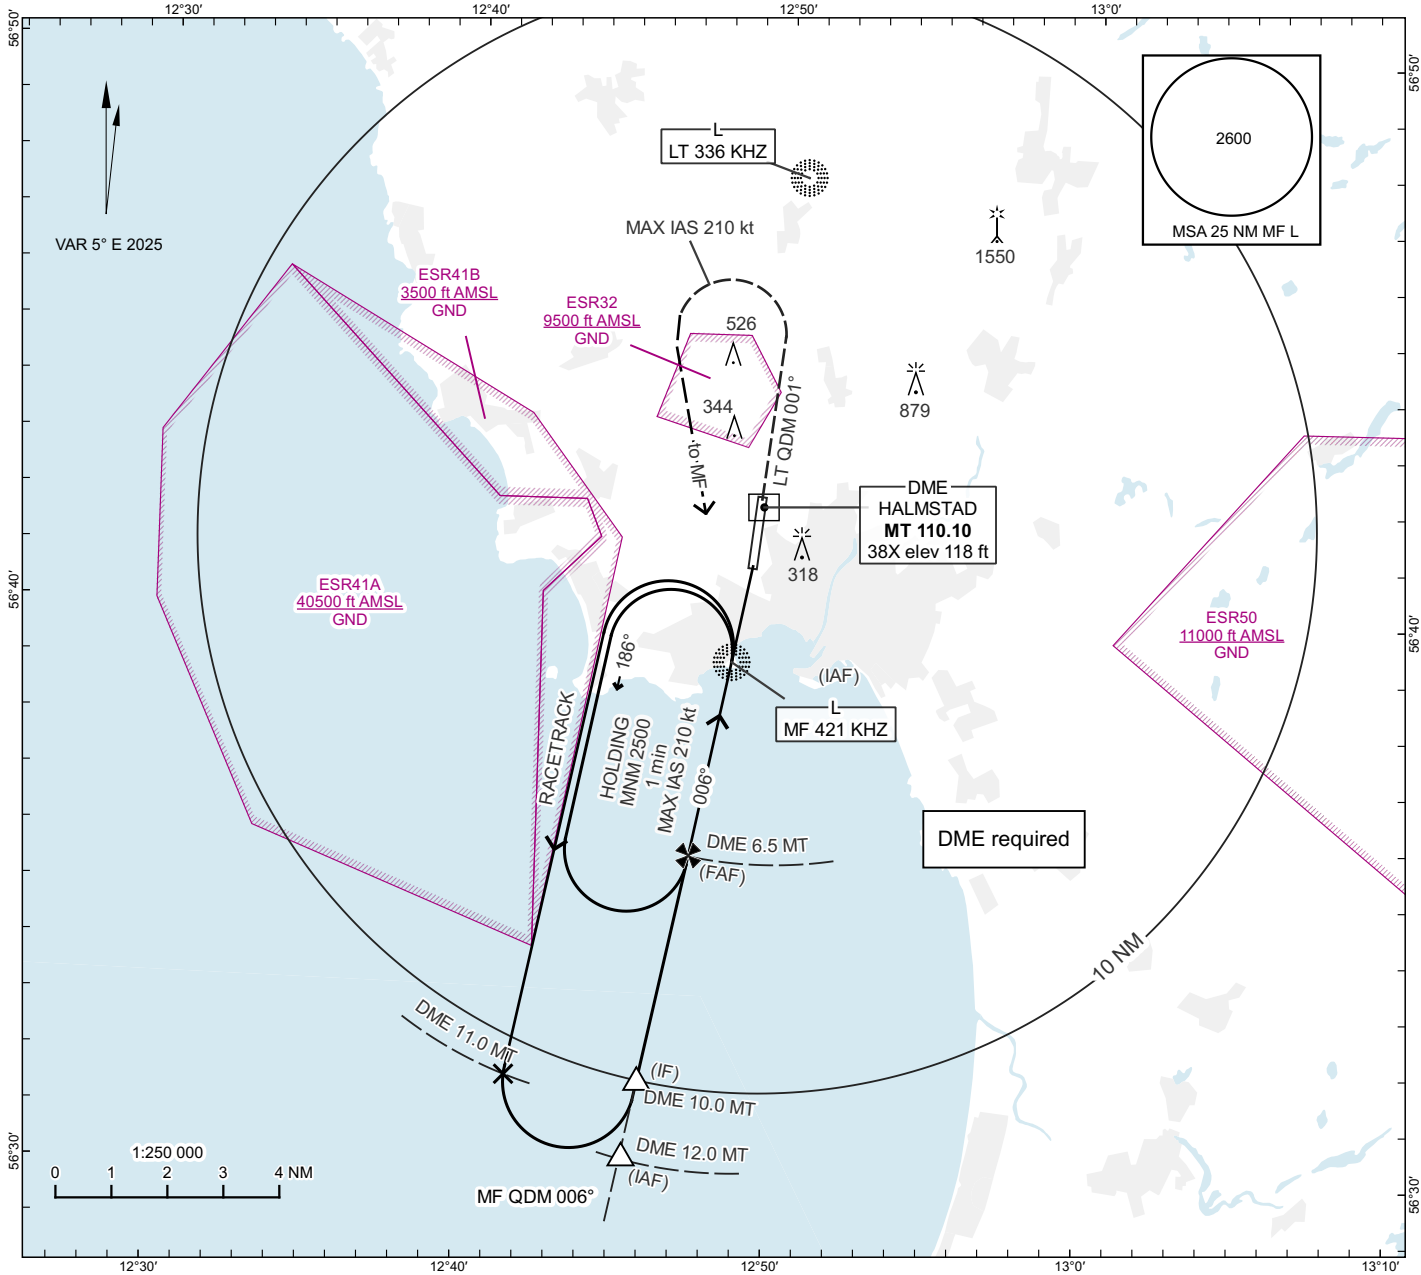 12°30'
12°40'
12°50'
13°0'
56°50'
56°50'
2600
MSA 25 NM MF L
L
LT 336 KHZ
VAR 5° E 2025
MAX IAS 210 kt
1550
ESR41B
3500 ft AMSL
GND
ESR32
9500 ft AMSL
GND
526
344
879
LT QDM 001°
to MF
DME
HALMSTAD
MT 110.10
38X elev 118 ft
318
56°40'
56°40'
ESR41A
40500 ft AMSL
GND
ESR50
11000 ft AMSL
GND
186°
(IAF)
L
MF 421 KHZ
RACETRACK
HOLDING
MNM 2500
1 min
MAX IAS 210 kt
006°
DME 6.5 MT
(FAF)
DME required
10 NM
DME 11.0 MT
(IF)
DME 10.0 MT
DME 12.0 MT
(IAF)
MF QDM 006°
1:250 000
0 1 2 3 4 NM
56°30'
56°30'
12°30'
12°40'
12°50'
13°0'
13°10'